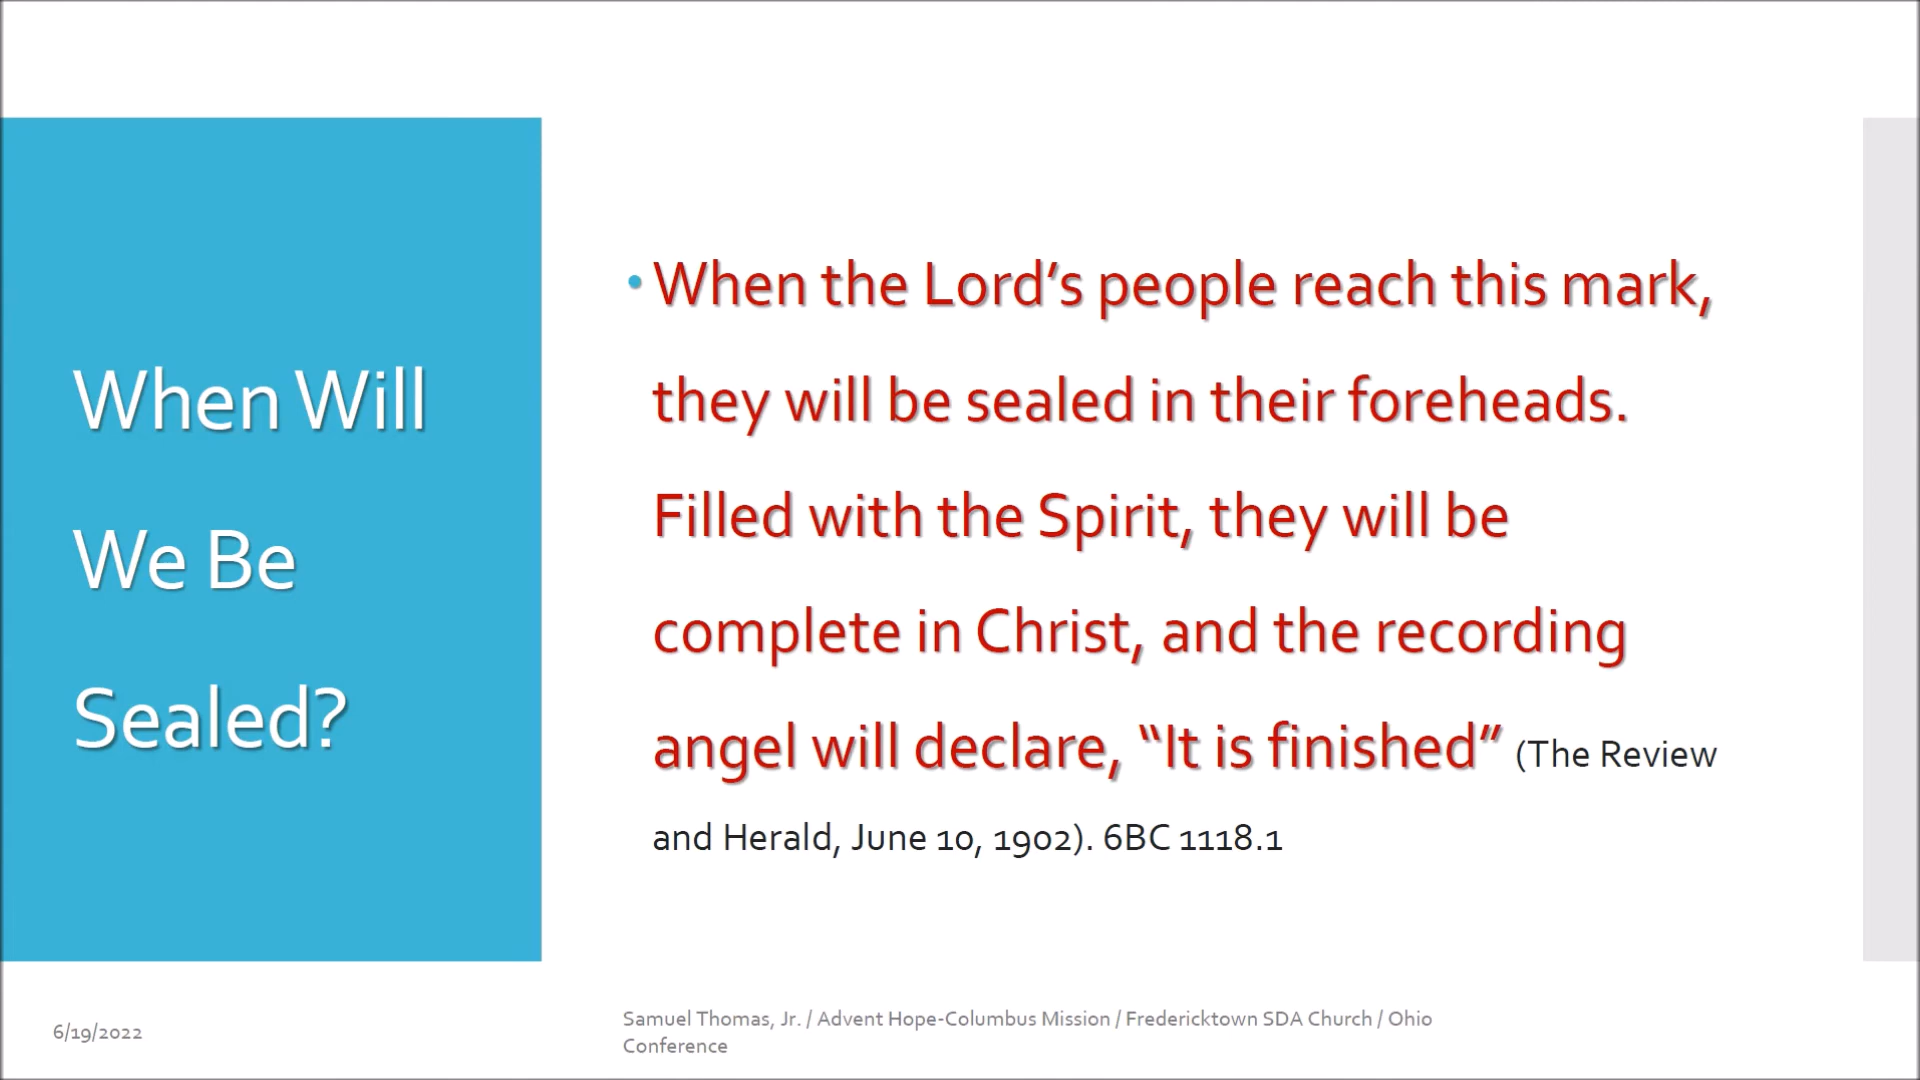 When Will
We Be
Sealed?
• When the Lord’s people reach this mark,
they will be sealed in their foreheads.
Filled with the Spirit, they will be
complete in Christ, and the recording
angel will declare, “It is finished” (The Review
and Herald, June 10, 1902). 6BC 1118.1
6/19/2022
Samuel Thomas, Jr. / Advent Hope-Columbus Mission / Fredericktown SDA Church / Ohio
Conference